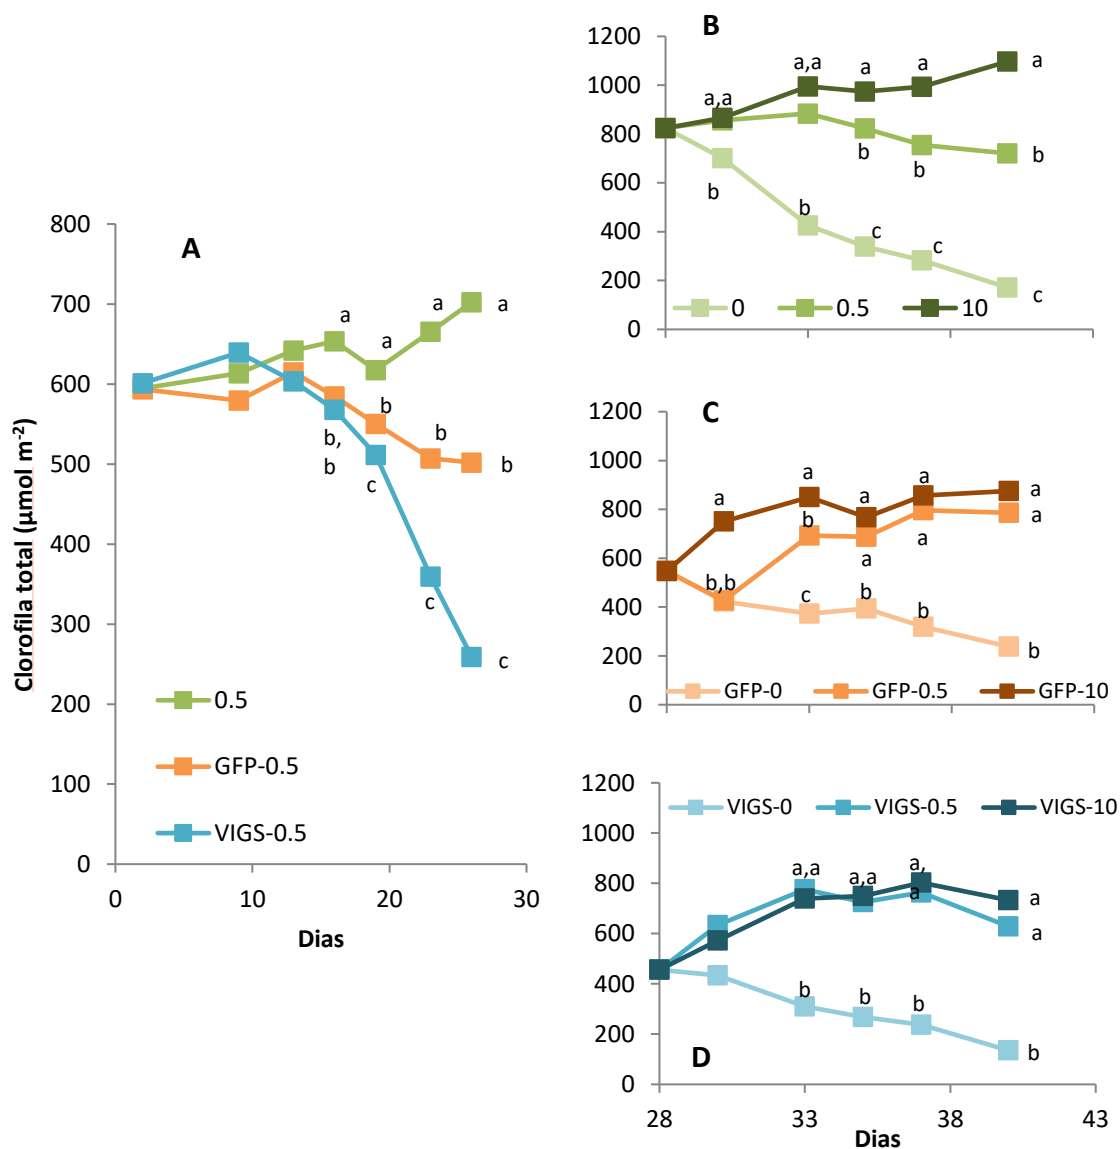 A
800
700
600
500
400
300
200
100
0
0
10
20
30
Clorofila total (µmol m-2)
Dias
a
a
a
a
b
b
b
b,
b
c
c
c
0.5
GFP-0.5
VIGS-0.5
B
1200
1000
800
600
400
200
0
a,a
a,a
a
a
a
b
b
b
b
b
c
c
c
0
0.5
10
C
1200
1000
800
600
400
200
0
a
a
a
a
a
b
a
a
a
b,b
c
b
b
b
GFP-0
GFP-0.5
GFP-10
D
1200
1000
800
600
400
200
0
VIGS-0
VIGS-0.5
VIGS-10
a,a
a,a
a,
a
a
a
b
b
b
b
28
33
38
43
Dias